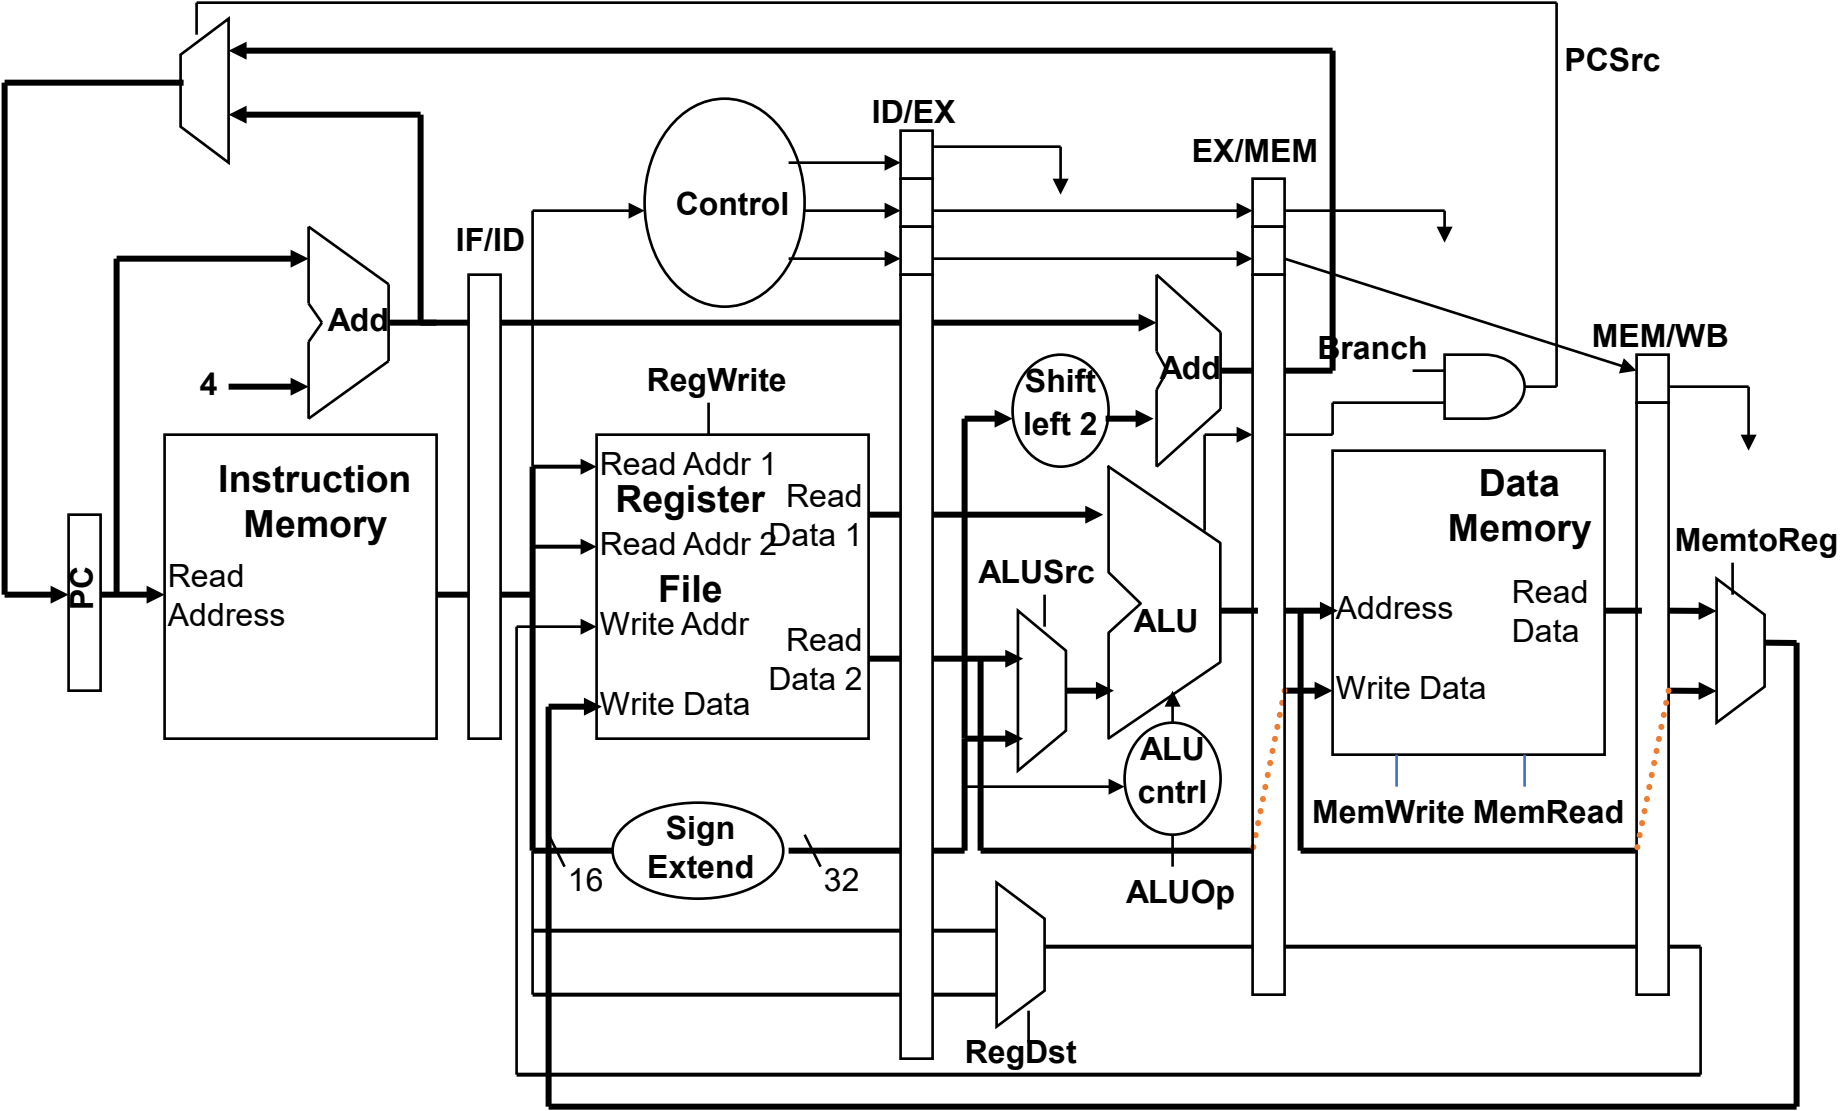 PCSrc
ID/EX
EX/MEM
Control
IF/ID
Add
4
RegWrite
Branch
MEM/WB
Shift
left 2
Add
Instruction
Memory
Read
Address
PC
Read Addr 1
Register
Read
Data 1
Read Addr 2
File
Write Addr
Read
Data 2
Write Data
ALUSrc
ALU
Data
Memory
MemtoReg
Address
Read
Data
Write Data
ALU
cntrl
MemWrite MemRead
Sign
Extend
16
32
ALUOp
RegDst